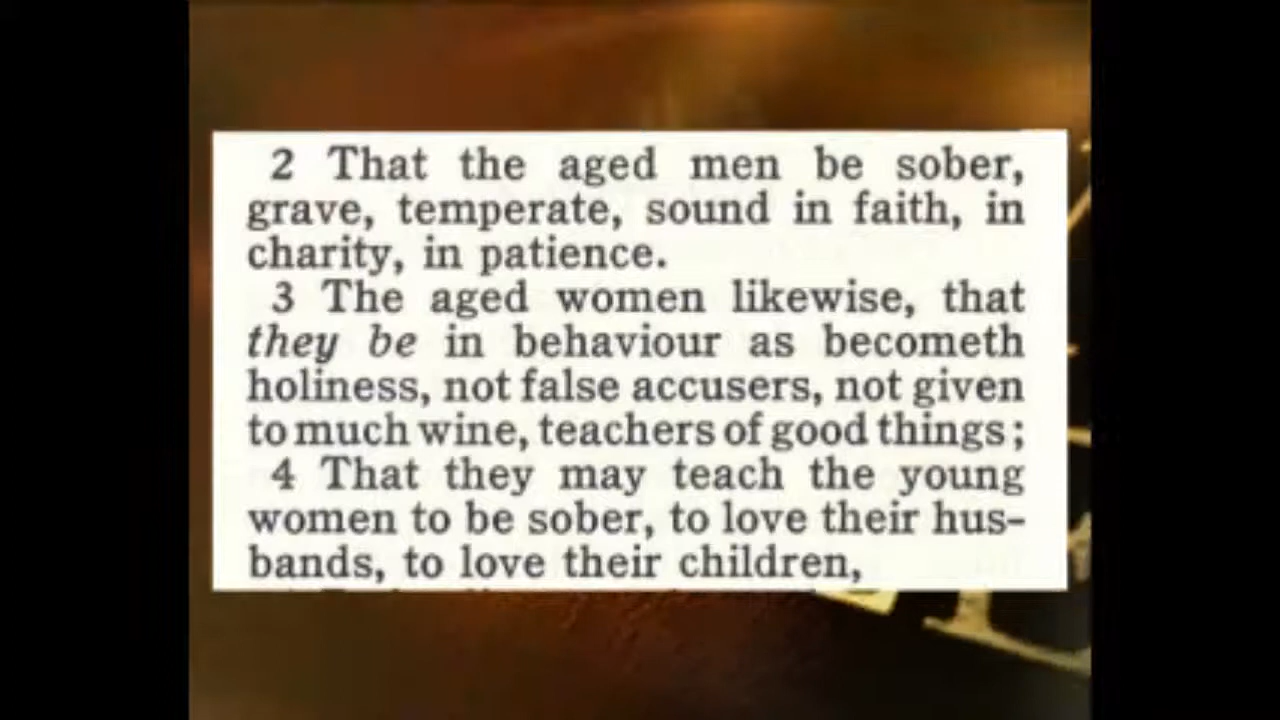 2 That the aged men be sober,
grave, temperate, sound in faith, in
charity, in patience.
3 The aged women likewise, that
they be in behaviour as becometh
holiness, not false accusers, not given
to much wine, teachers of good things;
4 That they may teach the young
women to be sober, to love their hus-
bands, to love their children,